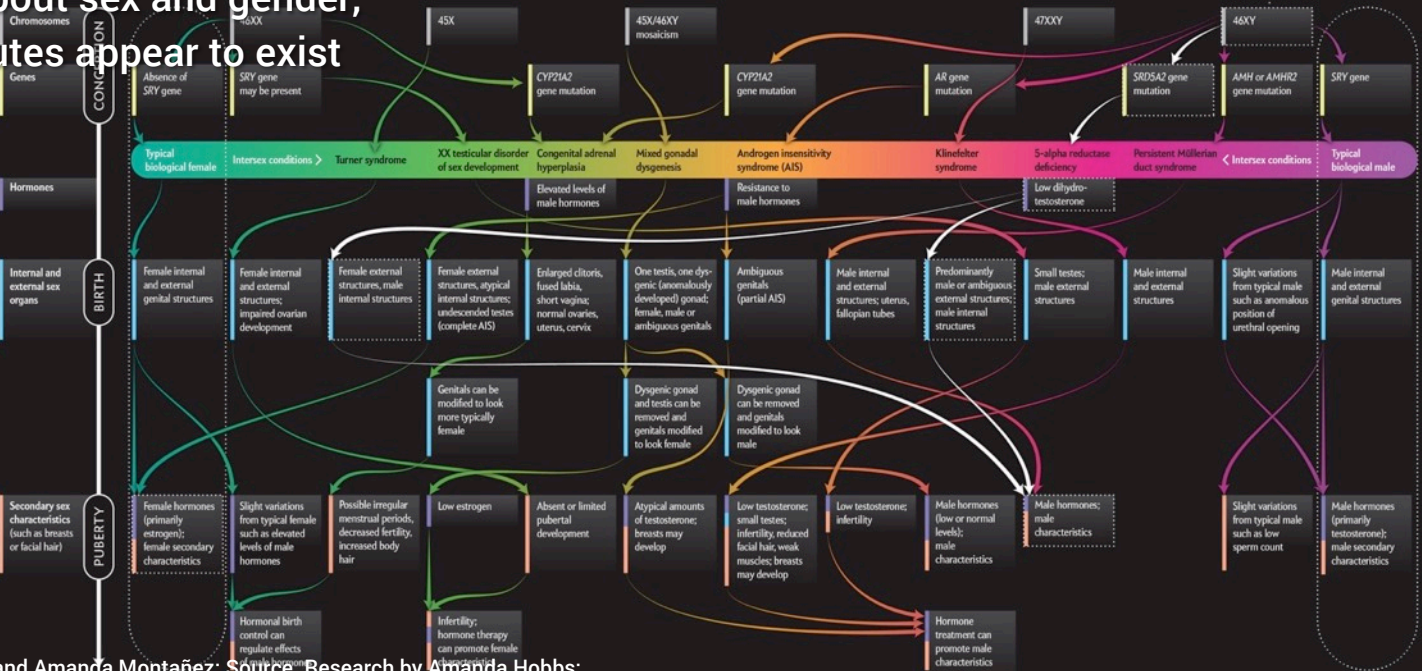 bout sex and gender,
utes appear to exist
Chromosomes
46XX
45X
45X/46XY
mosaicism
47XXY
46XY
CONCEPTION
Genes
Absence of
SRY gene
SRY gene
may be present
CYP21A2
gene mutation
CYP21A2
gene mutation
AR gene
mutation
SRD5A2 gene
mutation
AMH or AMHR2
gene mutation
SRY gene
Typical
biological female
Intersex conditions
Turner syndrome
XX testicular disorder
of sex development
Congenital adrenal
hyperplasia
Mixed gonadal
dysgenesis
Androgen insensitivity
syndrome (AIS)
Klinefelter
syndrome
5-alpha reductase
deficiency
Persistent Müllerian
duct syndrome
Intersex conditions
Typical
biological male
Hormones
Elevated levels of
male hormones
Resistance to
male hormones
Low dihydro-
testosterone
BIRTH
Internal and
external sex
organs
Female internal
and external
genital structures
Female internal
and external
structures;
impaired ovarian
development
Female external
structures, male
internal structures
Female external
structures, atypical
internal structures;
undescended testes
(complete AIS)
Enlarged clitoris,
fused labia,
short vagina;
normal ovaries,
uterus, cervix
One testis, one dys-
genic (anomalously
developed) gonad;
female, male or
ambiguous genitals
Ambiguous
genitals
(partial AIS)
Male internal
and external
structures; uterus,
fallopian tubes
Predominantly
male or ambiguous
external structures;
male internal
structures
Small testes;
male external
structures
Male internal
and external
structures
Slight variations
from typical male
such as anomalous
position of
urethral opening
Male internal
and external
genital structures
Genitals can be
modified to look
more typically
female
Dysgenic gonad
and testis can be
removed and
genitals modified
to look female
Dysgenic gonad
can be removed
and genitals
modified to look
male
PUBERTY
Secondary sex
characteristics
(such as breasts
or facial hair)
Female hormones
(primarily
estrogen);
female secondary
characteristics
Slight variations
from typical female
such as elevated
levels of male
hormones
Possible irregular
menstrual periods,
decreased fertility,
increased body
hair
Low estrogen
Absent or limited
pubertal
development
Atypical amounts
of testosterone;
breasts may
develop
Low testosterone;
small testes;
infertility, reduced
facial hair, weak
muscles; breasts
may develop
Low testosterone;
infertility
Male hormones
(low or normal
levels);
male
characteristics
Male hormones;
male
characteristics
Slight variations
from typical male
such as low
sperm count
Male hormones
(primarily
testosterone);
male secondary
characteristics
Hormonal birth
control can
regulate effects
of male hormones
Infertility;
hormone therapy
can promote female
characteristics
Hormone
treatment can
promote male
characteristics
and Amanda Montañez; Source, Research by Amanda Hobbs;